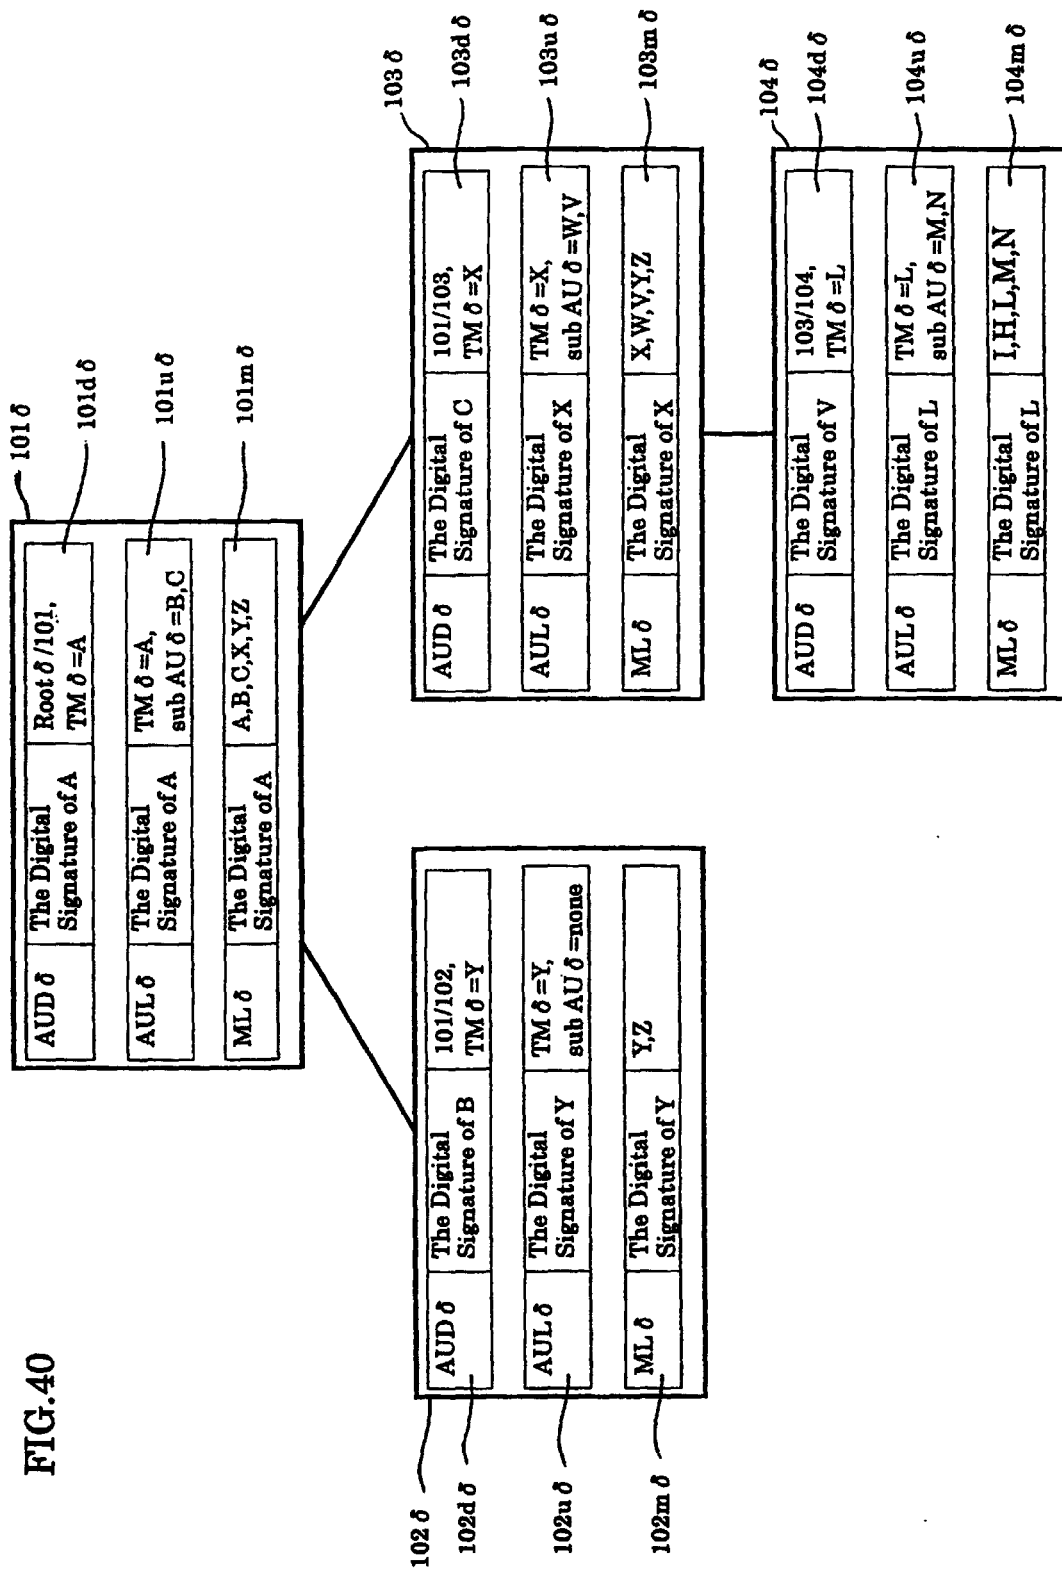 FIG.40
101δ
AUDδ
The Digital
Signature of A
Rootδ/101,
TMδ=A
101dδ
AULδ
The Digital
Signature of A
TMδ=A,
sub AUδ=B,C
101uδ
MLδ
The Digital
Signature of A
A,B,C,X,Y,Z
101mδ
102δ
102dδ
AUDδ
The Digital
Signature of B
101/102,
TMδ=Y
102uδ
AULδ
The Digital
Signature of Y
TMδ=Y,
sub AUδ=none
102mδ
MLδ
The Digital
Signature of Y
Y,Z
103δ
AUDδ
The Digital
Signature of C
101/103,
TMδ=X
103dδ
AULδ
The Digital
Signature of X
TMδ=X,
sub AUδ=W,V
103uδ
MLδ
The Digital
Signature of X
X,W,V,Y,Z
103mδ
104δ
AUDδ
The Digital
Signature of V
103/104,
TMδ=L
104dδ
AULδ
The Digital
Signature of L
TMδ=L,
sub AUδ=M,N
104uδ
MLδ
The Digital
Signature of L
I,H,L,M,N
104mδ